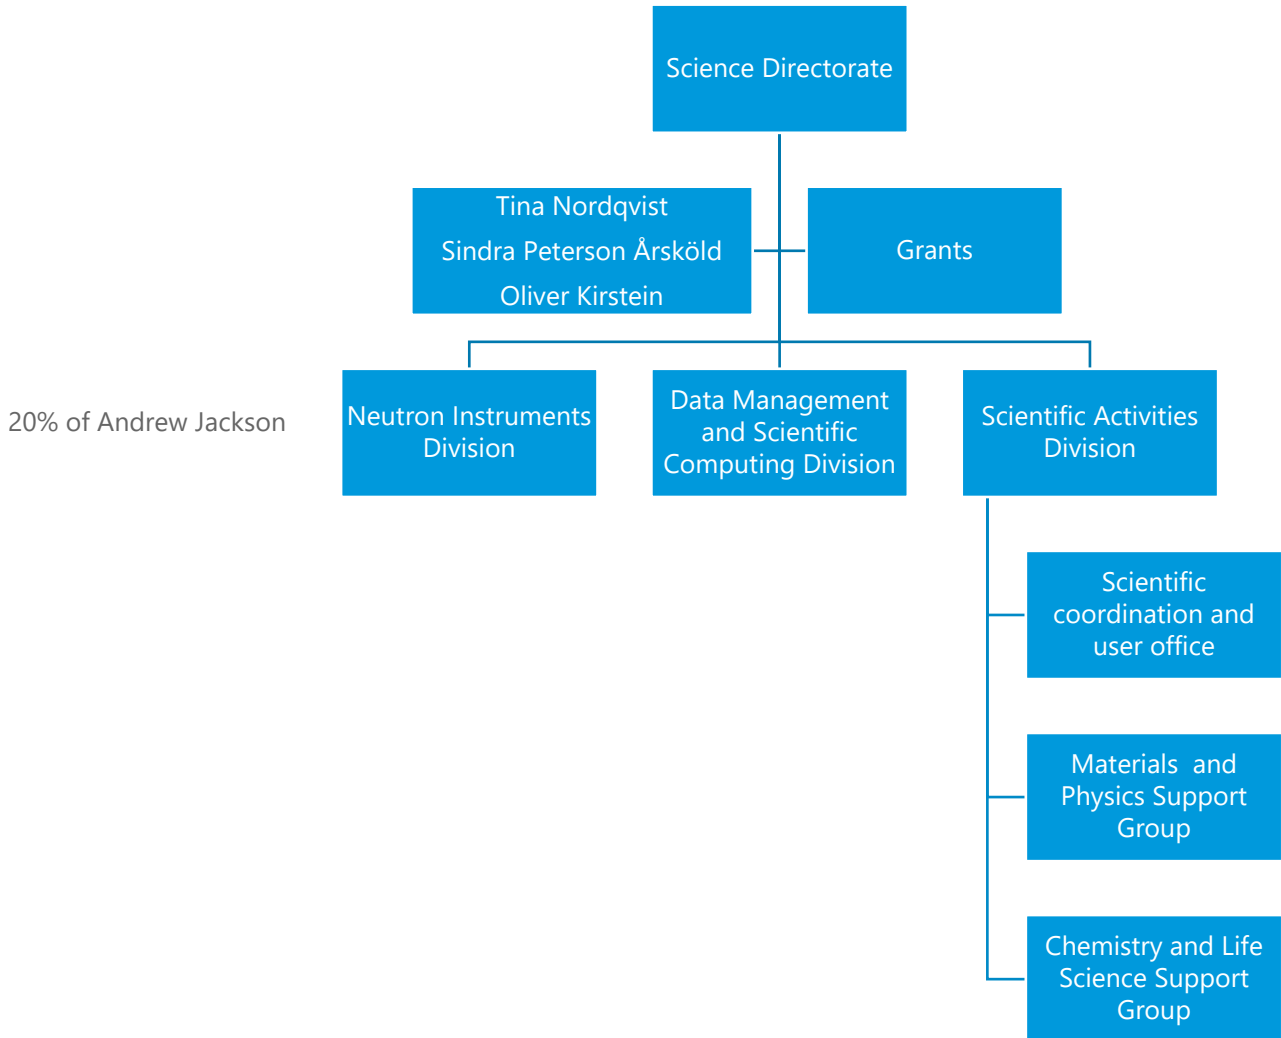 Science Directorate
Tina Nordqvist
Sindra Peterson Årsköld
Oliver Kirstein
Grants
20% of Andrew Jackson
Neutron Instruments
Division
Data Management
and Scientific
Computing Division
Scientific Activities
Division
Scientific
coordination and
user office
Materials  and
Physics Support
Group
Chemistry and Life
Science Support
Group